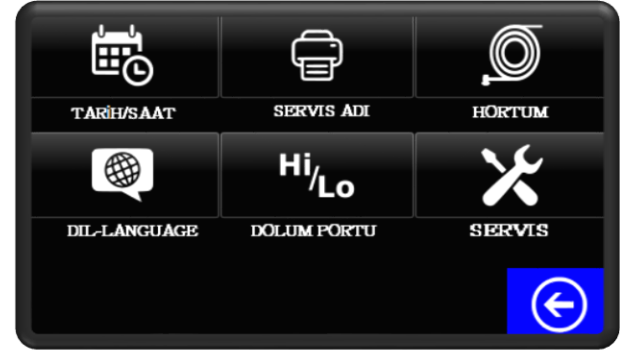 TARİH/SAAT
SERVIS ADI
HORTUM
Hi/Lo
DIL-LANGUAGE
DOLUM PORTU
SERVIS